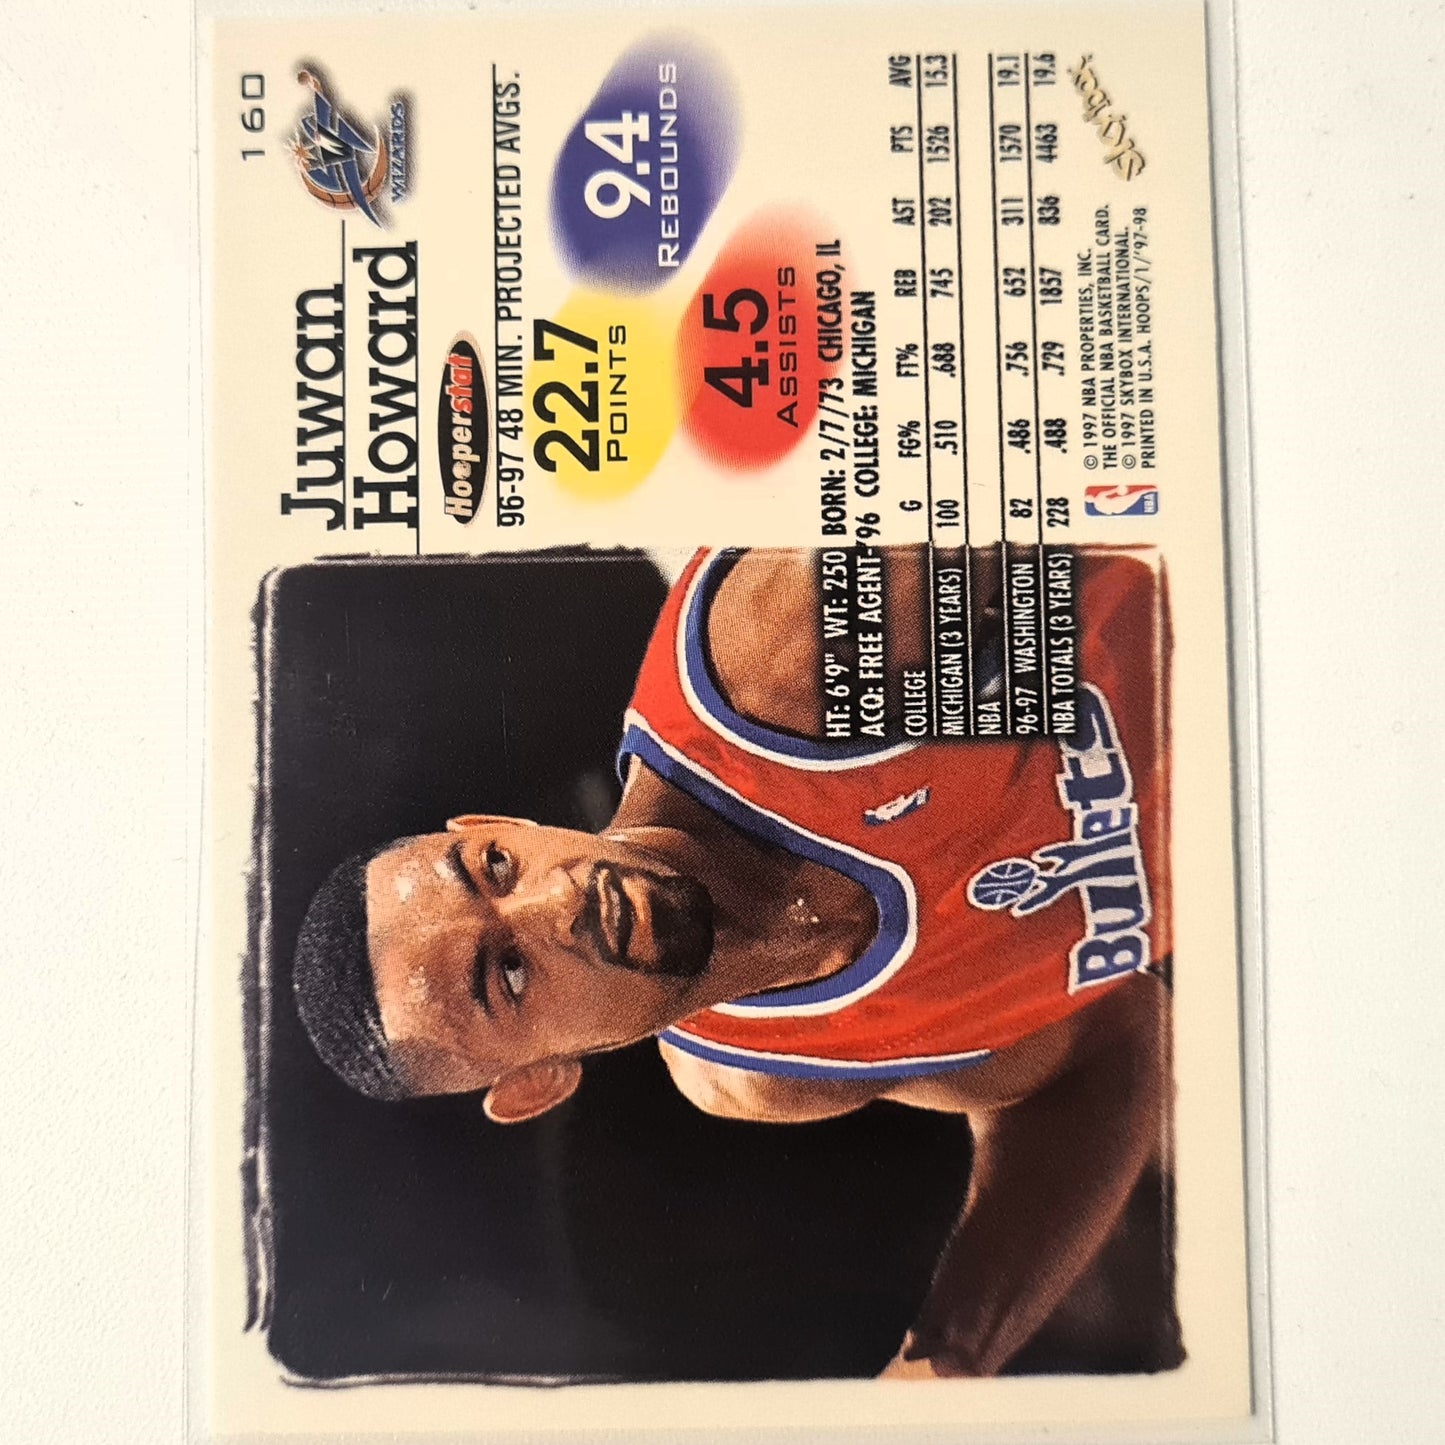 160
WIZARDS
Juwan
Howard
Hooperstat
96-97 48 MIN. PROJECTED AVGS.
22.7
POINTS
9.4
REBOUNDS
4.5
ASSISTS
HT: 6'9" WT: 250 BORN: 2/7/73 CHICAGO, IL
ACQ: FREE AGENT-'96 COLLEGE: MICHIGAN
COLLEGE G FG% FT% REB AST PTS AVG
MICHIGAN (3 YEARS) 100 .510 .688 745 202 1526 15.3
NBA
96-97 WASHINGTON 82 .486 .756 652 311 1570 19.1
NBA TOTALS (3 YEARS) 228 .488 .729 1857 836 4463 19.6
Bullets
NBA
© 1997 NBA PROPERTIES, INC.
THE OFFICIAL NBA BASKETBALL CARD.
© 1997 SKYBOX INTERNATIONAL.
PRINTED IN U.S.A. HOOPS/1/'97-98
SkyBox